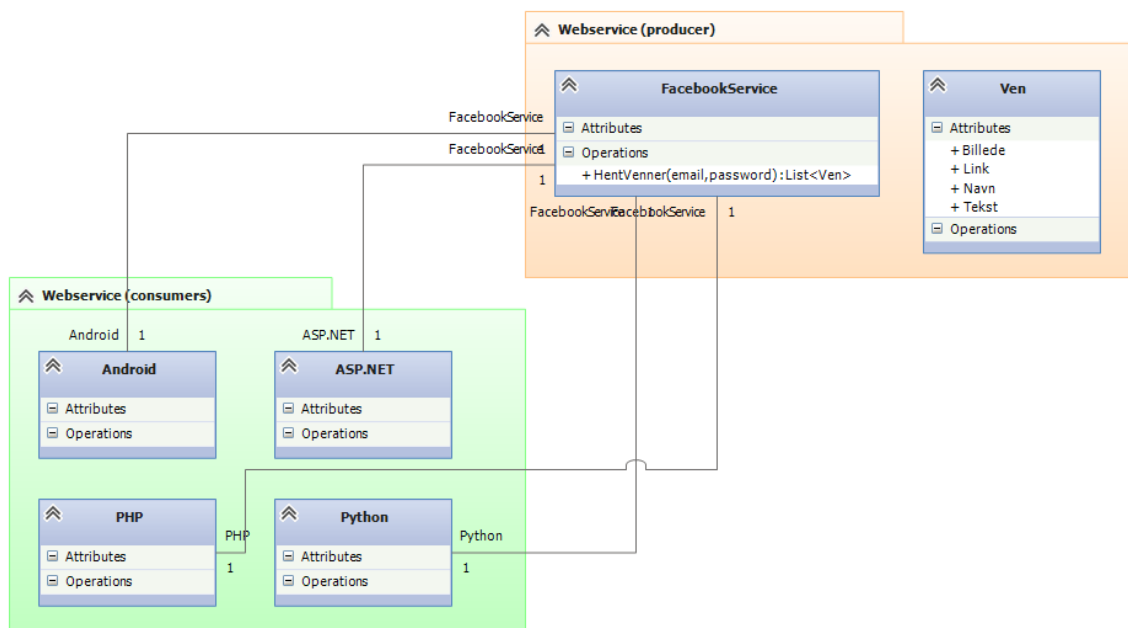 Webservice (producer)
FacebookService
Attributes
Operations
+ HentVenner(email,password):List<Ven>
Ven
Attributes
+ Billede
+ Link
+ Navn
+ Tekst
Operations
FacebookService
1
FacebookService
1
FacebookService
1
FacebookService
1
Webservice (consumers)
Android
1
ASP.NET
1
Android
Attributes
Operations
ASP.NET
Attributes
Operations
PHP
Attributes
Operations
PHP
1
Python
Attributes
Operations
Python
1